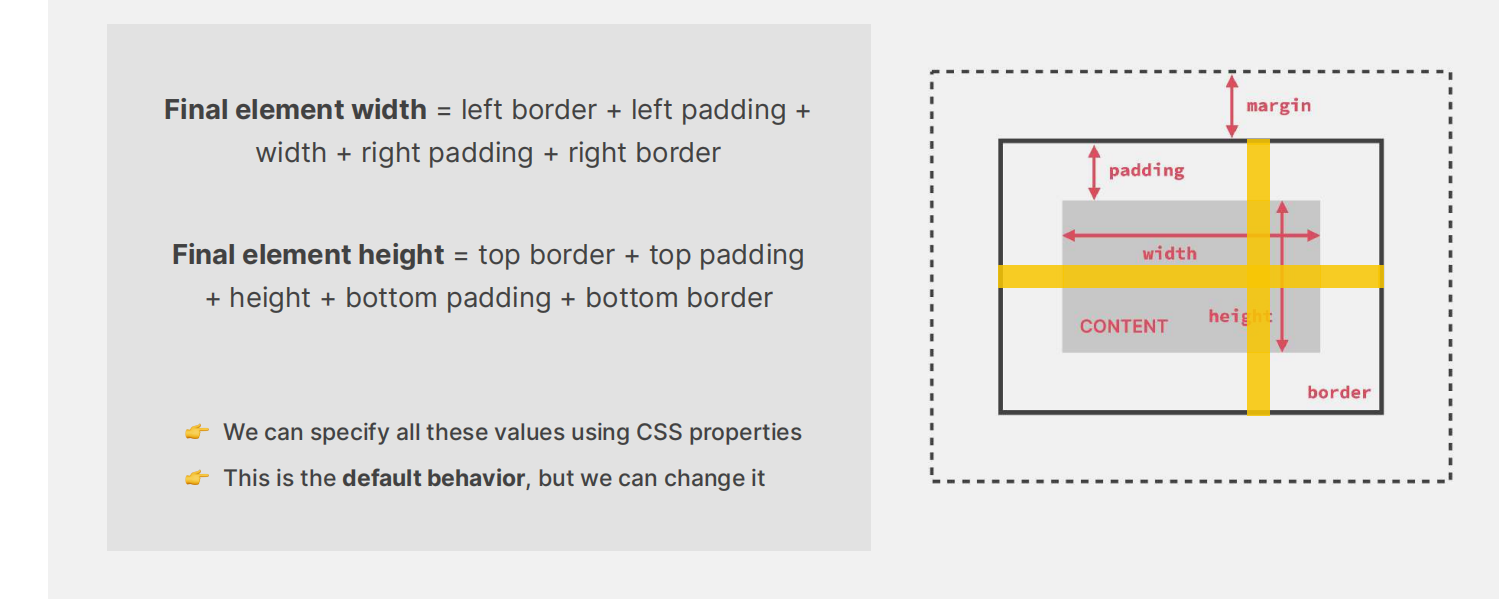 Final element width = left border + left padding +
width + right padding + right border
Final element height = top border + top padding
+ height + bottom padding + bottom border
👉 We can specify all these values using CSS properties
👉 This is the default behavior, but we can change it
margin
padding
width
height
CONTENT
border